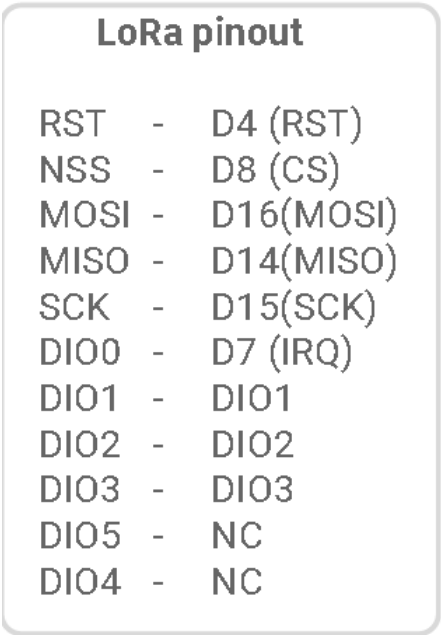 LoRa pinout
RST - D4 (RST)
NSS - D8 (CS)
MOSI - D16(MOSI)
MISO - D14(MISO)
SCK - D15(SCK)
DIO0 - D7 (IRQ)
DIO1 - DIO1
DIO2 - DIO2
DIO3 - DIO3
DIO5 - NC
DIO4 - NC